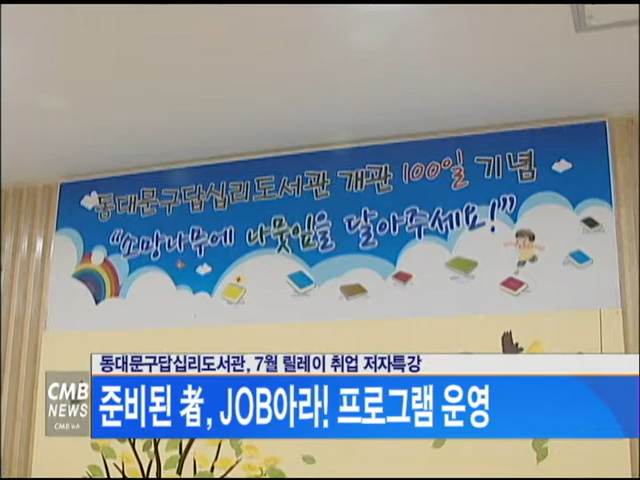 동대문구답십리도서관 개관 100일 기념
"소망나무에 나뭇잎을 달아주세요!"
동대문구답십리도서관, 7월 릴레이 취업 저자특강
CMB
NEWS
준비된 者, JOB아라! 프로그램 운영